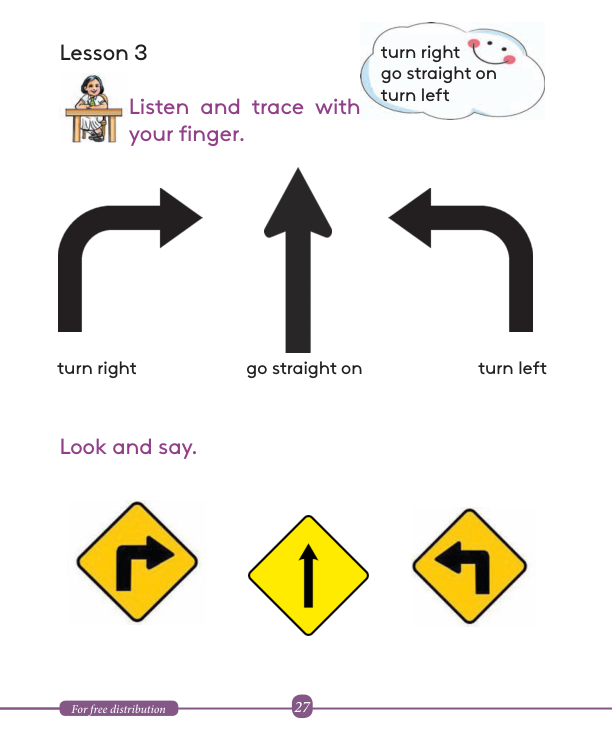 Lesson 3
turn right
go straight on
turn left
Listen and trace with
your finger.
turn right
go straight on
turn left
Look and say.
For free distribution
27